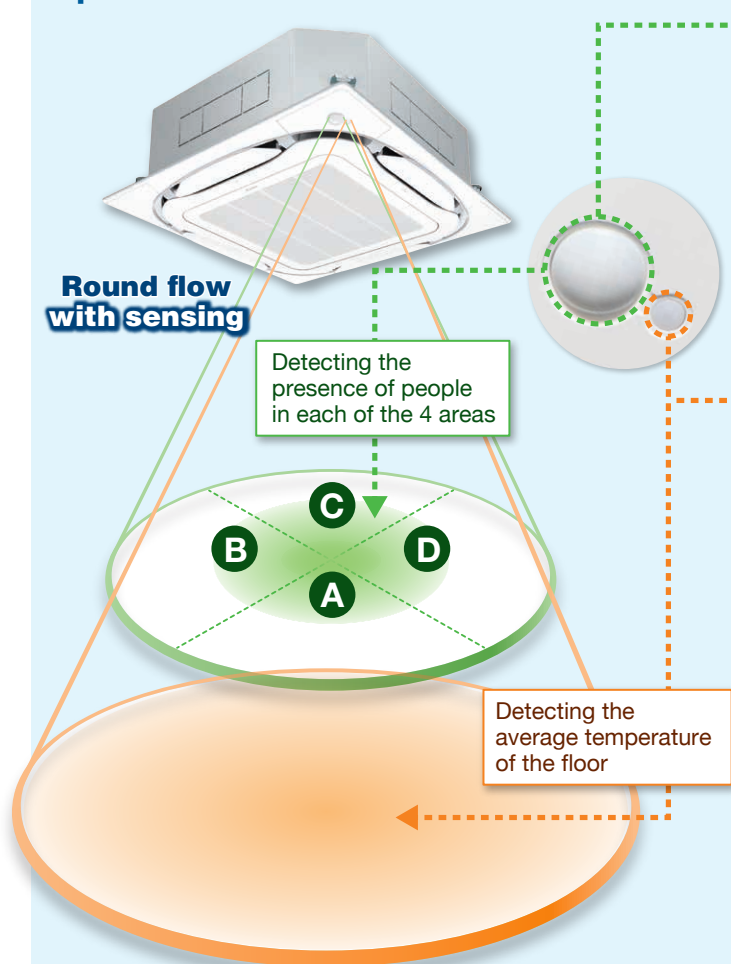 Round flow
with sensing
Detecting the
presence of people
in each of the 4 areas
C
B
D
A
Detecting the
average temperature
of the floor